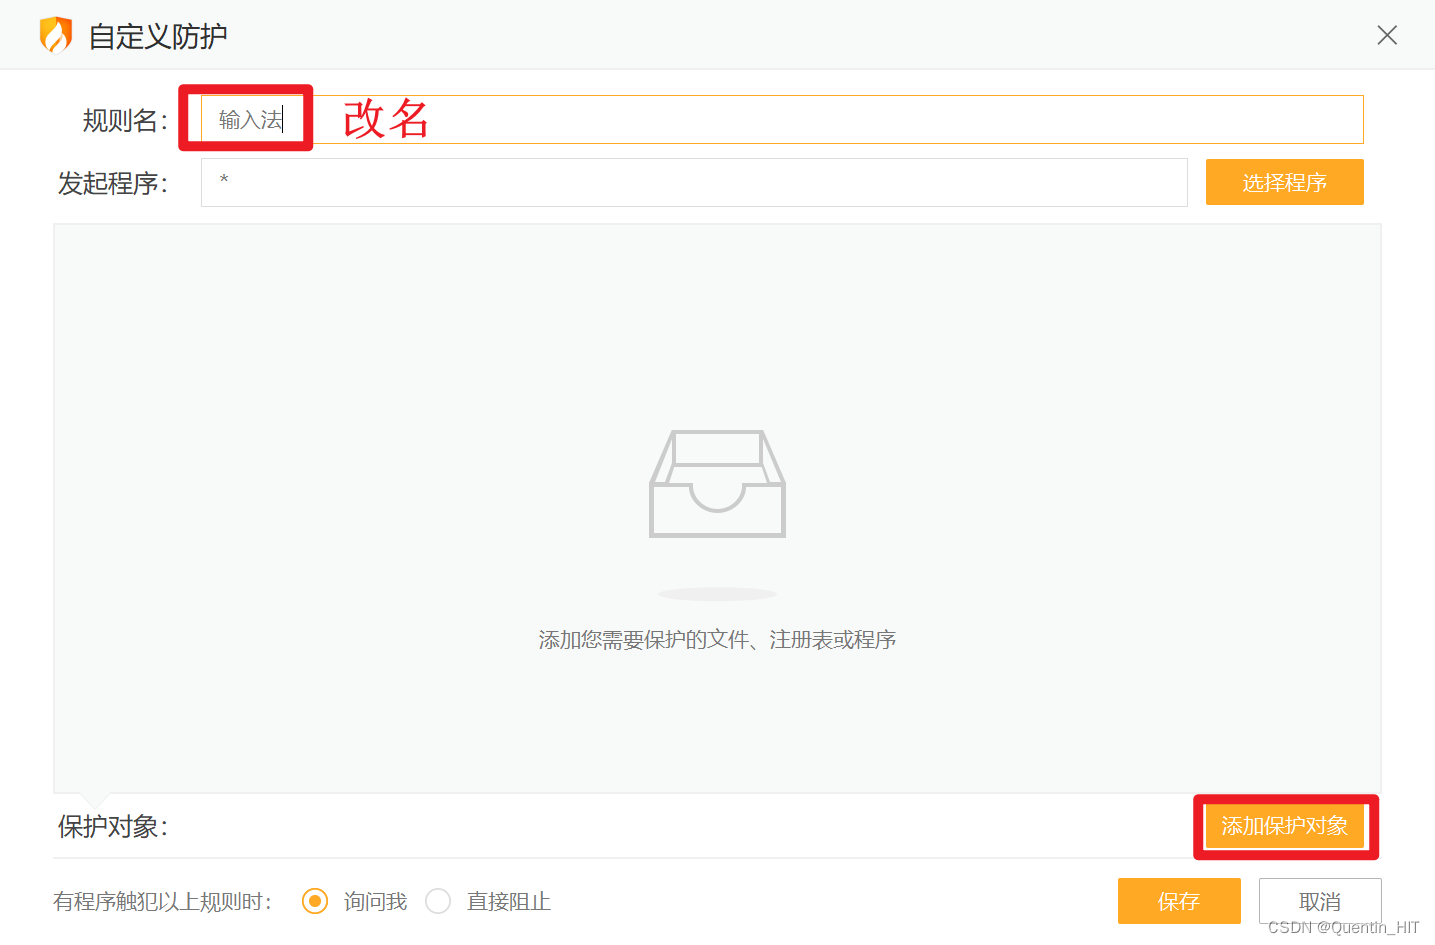 自定义防护
规则名： 输入法 改名
发起程序： * 选择程序
添加您需要保护的文件、注册表或程序
保护对象： 添加保护对象
有程序触犯以上规则时： 询问我 直接阻止 保存 取消
CSDN @Quentin_HIT